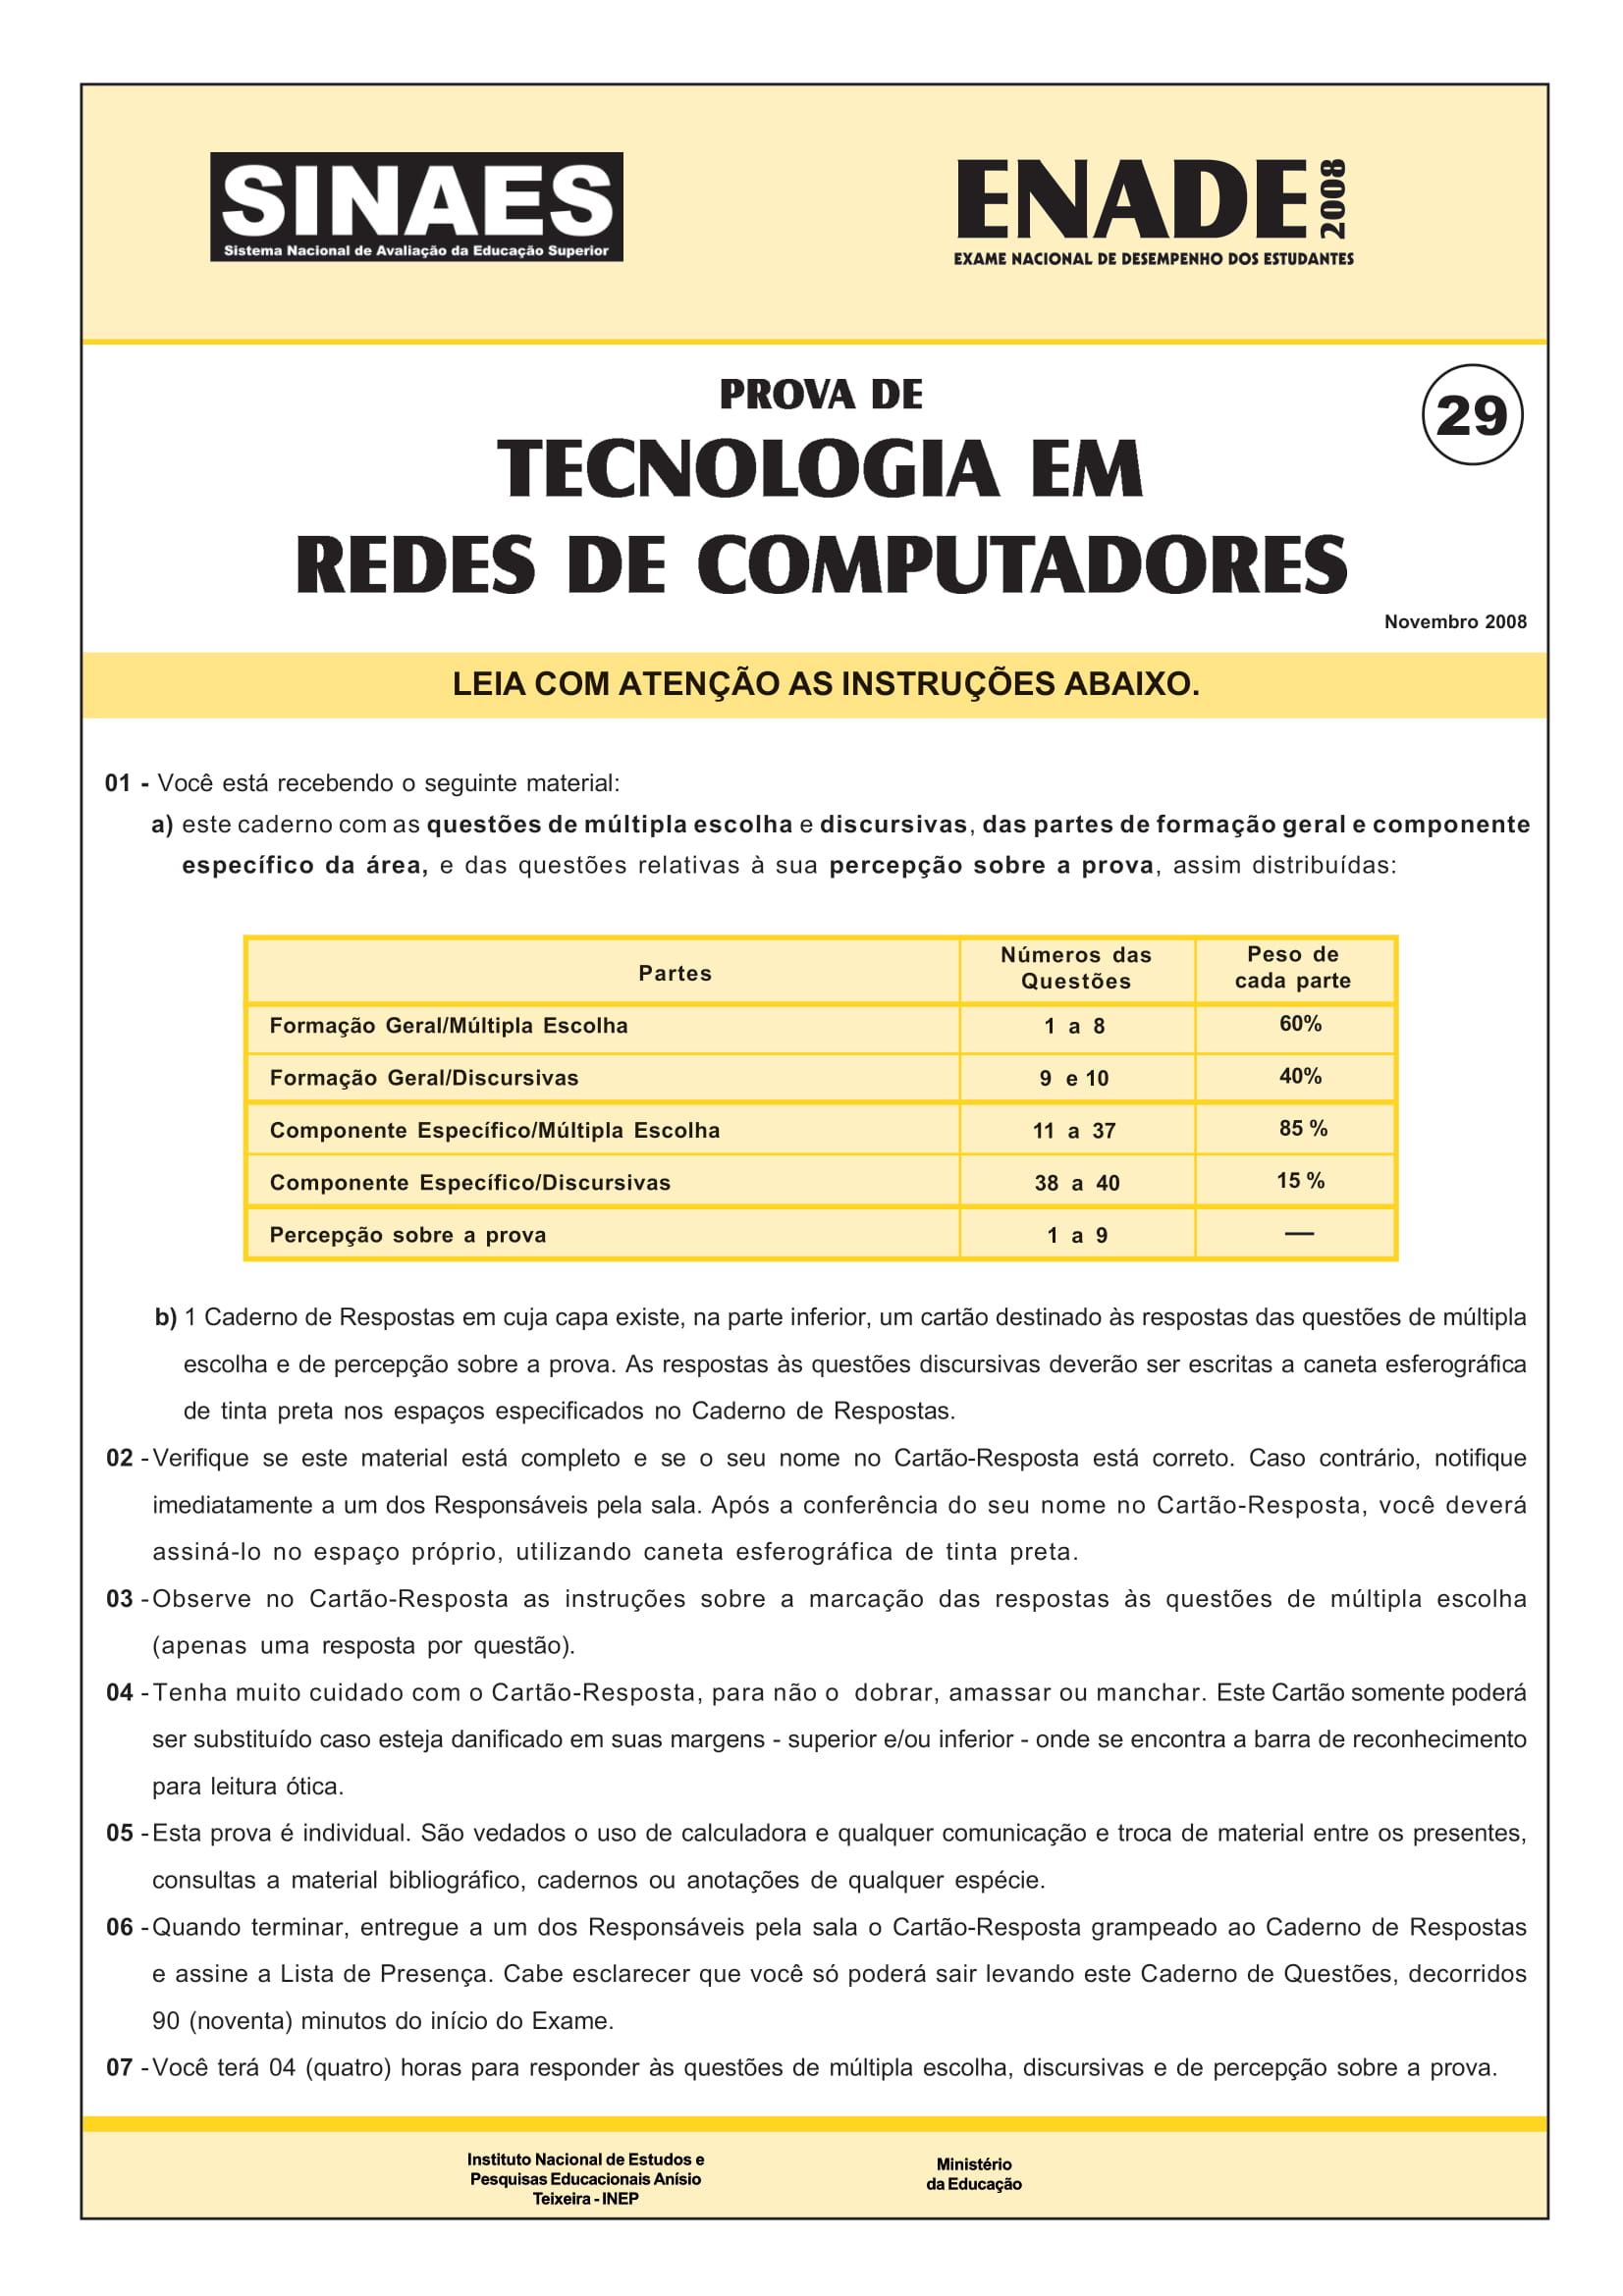 SINAES
Sistema Nacional de Avaliação da Educação Superior
ENADE 2008
EXAME NACIONAL DE DESEMPENHO DOS ESTUDANTES
PROVA DE
29
TECNOLOGIA EM
REDES DE COMPUTADORES
Novembro 2008
LEIA COM ATENÇÃO AS INSTRUÇÕES ABAIXO.
01 - Você está recebendo o seguinte material:
a) este caderno com as questões de múltipla escolha e discursivas, das partes de formação geral e componente
específico da área, e das questões relativas à sua percepção sobre a prova, assim distribuídas:
Partes Números das Questões Peso de cada parte
Formação Geral/Múltipla Escolha 1 a 8 60%
Formação Geral/Discursivas 9 e 10 40%
Componente Específico/Múltipla Escolha 11 a 37 85 %
Componente Específico/Discursivas 38 a 40 15 %
Percepção sobre a prova 1 a 9 —
b) 1 Caderno de Respostas em cuja capa existe, na parte inferior, um cartão destinado às respostas das questões de múltipla
escolha e de percepção sobre a prova. As respostas às questões discursivas deverão ser escritas a caneta esferográfica
de tinta preta nos espaços especificados no Caderno de Respostas.
02 - Verifique se este material está completo e se o seu nome no Cartão-Resposta está correto. Caso contrário, notifique
imediatamente a um dos Responsáveis pela sala. Após a conferência do seu nome no Cartão-Resposta, você deverá
assiná-lo no espaço próprio, utilizando caneta esferográfica de tinta preta.
03 - Observe no Cartão-Resposta as instruções sobre a marcação das respostas às questões de múltipla escolha
(apenas uma resposta por questão).
04 - Tenha muito cuidado com o Cartão-Resposta, para não o dobrar, amassar ou manchar. Este Cartão somente poderá
ser substituído caso esteja danificado em suas margens - superior e/ou inferior - onde se encontra a barra de reconhecimento
para leitura ótica.
05 - Esta prova é individual. São vedados o uso de calculadora e qualquer comunicação e troca de material entre os presentes,
consultas a material bibliográfico, cadernos ou anotações de qualquer espécie.
06 - Quando terminar, entregue a um dos Responsáveis pela sala o Cartão-Resposta grampeado ao Caderno de Respostas
e assine a Lista de Presença. Cabe esclarecer que você só poderá sair levando este Caderno de Questões, decorridos
90 (noventa) minutos do início do Exame.
07 - Você terá 04 (quatro) horas para responder às questões de múltipla escolha, discursivas e de percepção sobre a prova.
Instituto Nacional de Estudos e
Pesquisas Educacionais Anísio
Teixeira - INEP
Ministério
da Educação